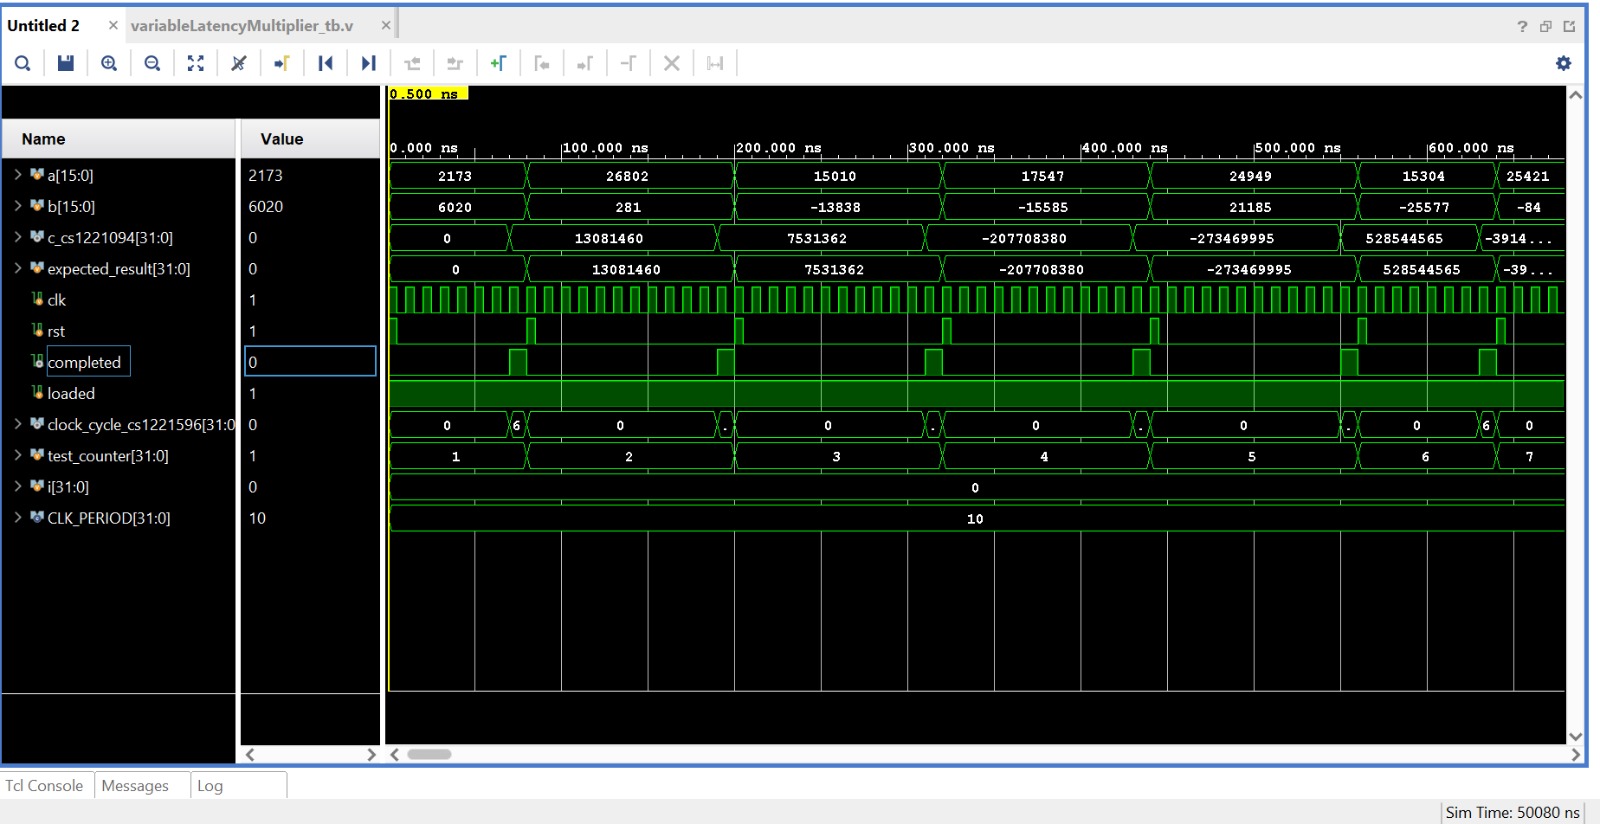 Untitled 2 × variableLatencyMultiplier_tb.v ×
?
0.500 ns
Name Value
0.000 ns 100.000 ns 200.000 ns 300.000 ns 400.000 ns 500.000 ns 600.000 ns
a[15:0] 2173 2173 26802 15010 17547 24949 15304 25421
b[15:0] 6020 6020 281 -13838 -15585 21185 -25577 -84
c_cs1221094[31:0] 0 0 13081460 7531362 -207708380 -273469995 528544565 -3914...
expected_result[31:0] 0 0 13081460 7531362 -207708380 -273469995 528544565 -39...
clk 1
rst 1
completed 0
loaded 1
clock_cycle_cs1221596[31:0 0 0 6 0 . 0 . 0 . 0 . 0 6 0
test_counter[31:0] 1 1 2 3 4 5 6 7
i[31:0] 0 0
CLK_PERIOD[31:0] 10 10
Tcl Console Messages Log
Sim Time: 50080 ns